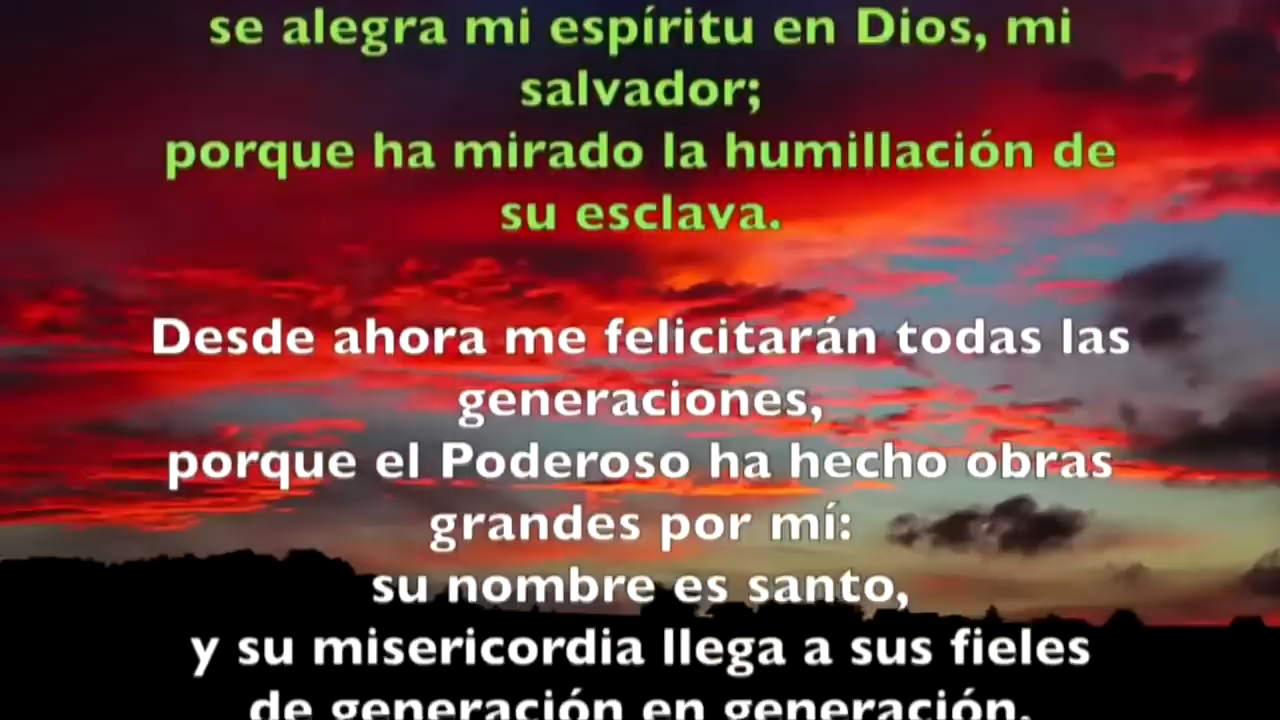 se alegra mi espíritu en Dios, mi
salvador;
porque ha mirado la humillación de
su esclava.
Desde ahora me felicitarán todas las
generaciones,
porque el Poderoso ha hecho obras
grandes por mí:
su nombre es santo,
y su misericordia llega a sus fieles
de generación en generación.